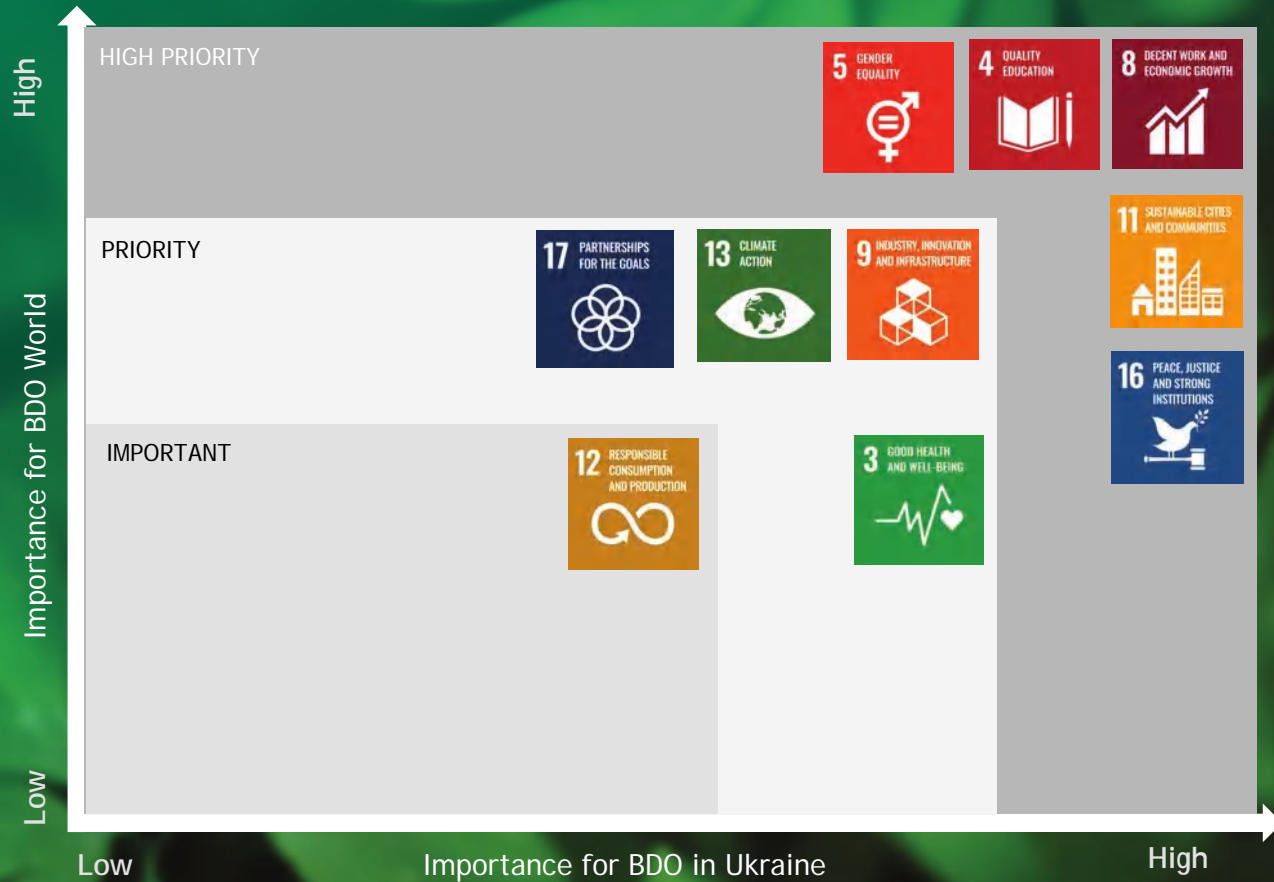 High
Importance for BDO World
Low
HIGH PRIORITY
5 GENDER
EQUALITY
4 QUALITY
EDUCATION
8 DECENT WORK AND
ECONOMIC GROWTH
11 SUSTAINABLE CITIES
AND COMMUNITIES
PRIORITY
17 PARTNERSHIPS
FOR THE GOALS
13 CLIMATE
ACTION
9 INDUSTRY, INNOVATION
AND INFRASTRUCTURE
16 PEACE, JUSTICE
AND STRONG
INSTITUTIONS
IMPORTANT
12 RESPONSIBLE
CONSUMPTION
AND PRODUCTION
3 GOOD HEALTH
AND WELL-BEING
Low
Importance for BDO in Ukraine
High